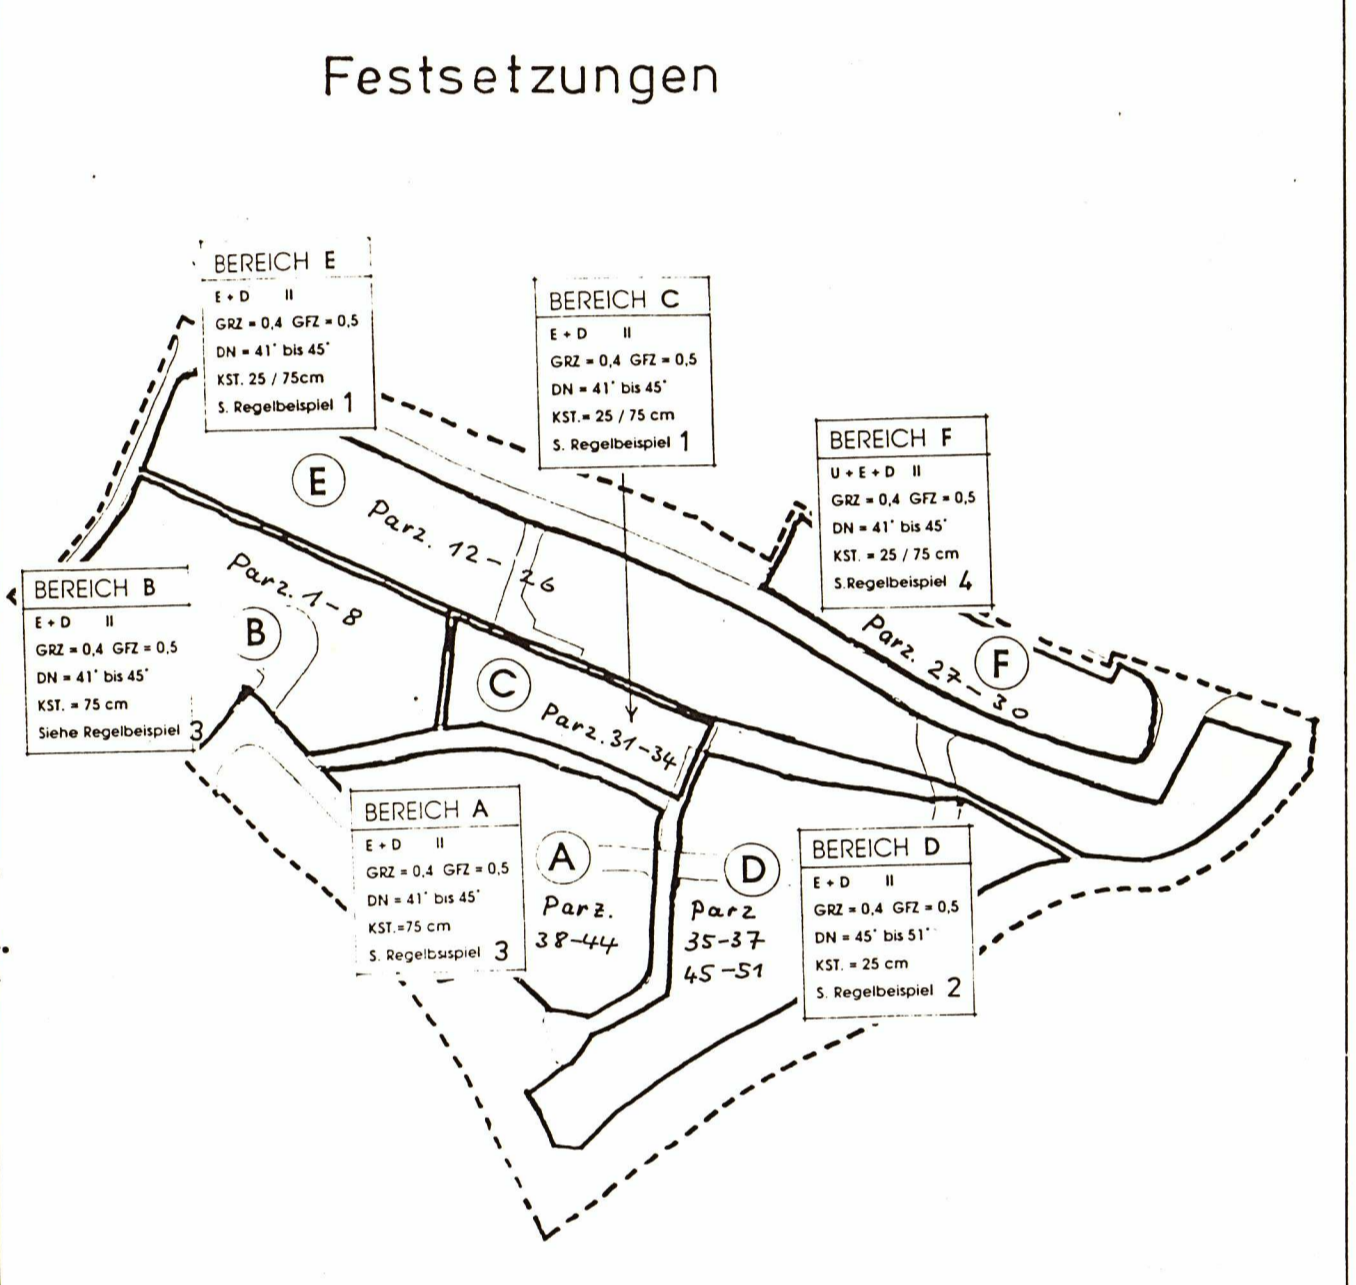 Festsetzungen
BEREICH E
E + D II
GRZ = 0,4 GFZ = 0,5
DN = 41° bis 45°
KST. 25 / 75cm
S. Regelbeispiel 1
BEREICH C
E + D II
GRZ = 0,4 GFZ = 0,5
DN = 41° bis 45°
KST.= 25 / 75 cm
S. Regelbeispiel 1
BEREICH F
U + E + D II
GRZ = 0,4 GFZ = 0,5
DN = 41° bis 45°
KST. = 25 / 75 cm
S.Regelbeispiel 4
E
Parz. 12-26
BEREICH B
E + D II
GRZ = 0,4 GFZ = 0,5
DN = 41° bis 45°
KST. = 75 cm
Siehe Regelbeispiel 3
Parz. 1-8
B
C
Parz. 31-34
Parz. 27-30
F
BEREICH A
E + D II
GRZ = 0,4 GFZ = 0,5
DN = 41° bis 45°
KST.=75 cm
S. Regelbsispiel 3
A
Parz.
38-44
D
Parz
35-37
45-51
BEREICH D
E + D II
GRZ = 0,4 GFZ = 0,5
DN = 45° bis 51°
KST. = 25 cm
S. Regelbeispiel 2